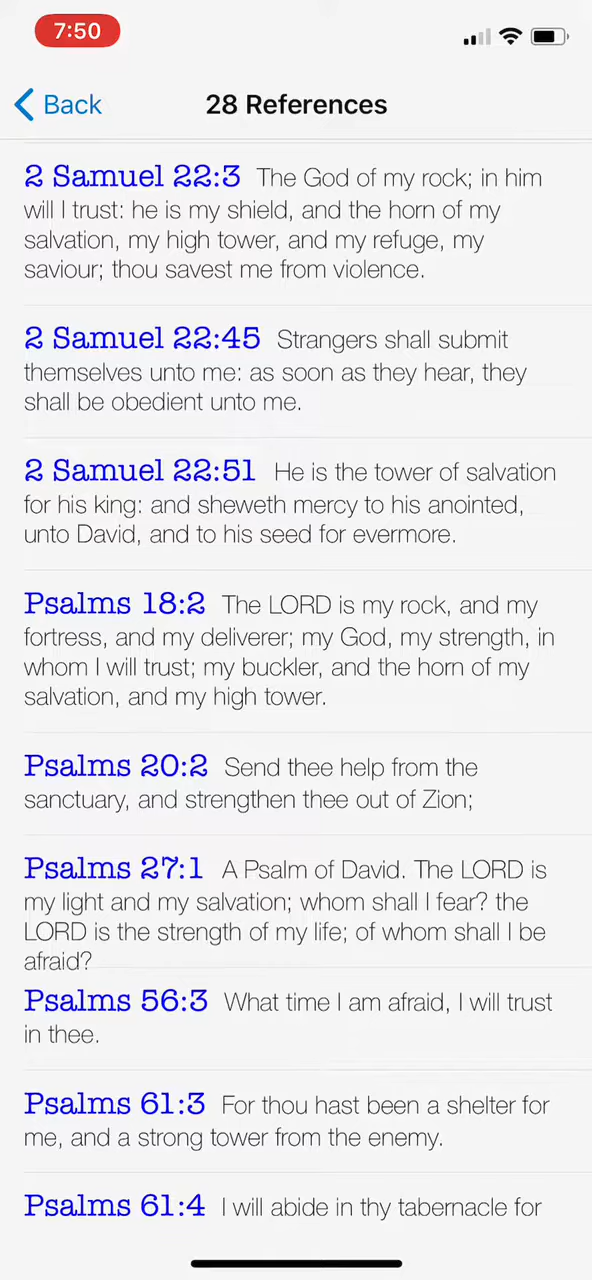 7:50
Back
28 References
2 Samuel 22:3 The God of my rock; in him
will I trust: he is my shield, and the horn of my
salvation, my high tower, and my refuge, my
saviour; thou savest me from violence.
2 Samuel 22:45 Strangers shall submit
themselves unto me: as soon as they hear, they
shall be obedient unto me.
2 Samuel 22:51 He is the tower of salvation
for his king: and sheweth mercy to his anointed,
unto David, and to his seed for evermore.
Psalms 18:2 The LORD is my rock, and my
fortress, and my deliverer; my God, my strength, in
whom I will trust; my buckler, and the horn of my
salvation, and my high tower.
Psalms 20:2 Send thee help from the
sanctuary, and strengthen thee out of Zion;
Psalms 27:1 A Psalm of David. The LORD is
my light and my salvation; whom shall I fear? the
LORD is the strength of my life; of whom shall I be
afraid?
Psalms 56:3 What time I am afraid, I will trust
in thee.
Psalms 61:3 For thou hast been a shelter for
me, and a strong tower from the enemy.
Psalms 61:4 I will abide in thy tabernacle for